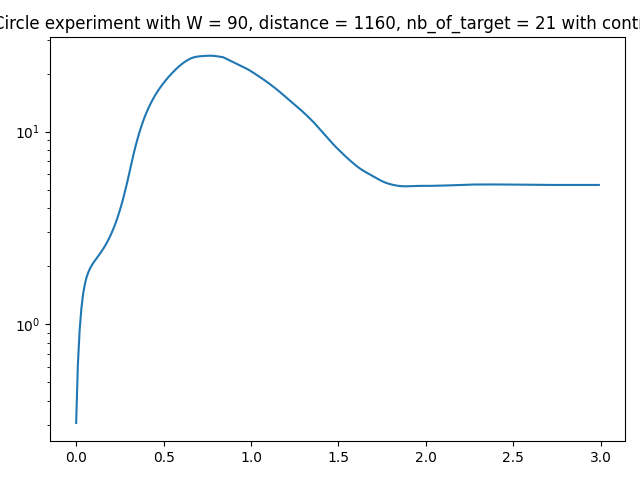 Circle experiment with W = 90, distance = 1160, nb_of_target = 21 with
10¹
10⁰
0.0 0.5 1.0 1.5 2.0 2.5 3.0